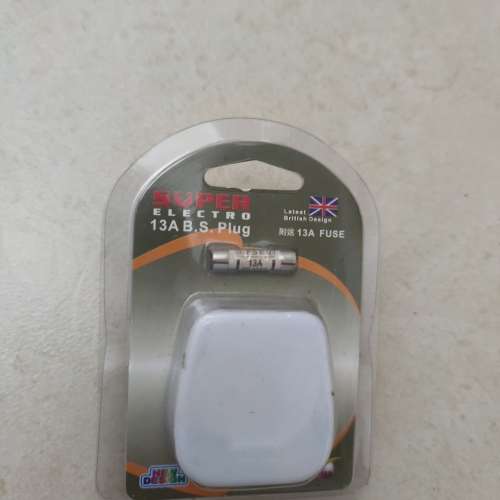 SUPER
ELECTRO
13A B.S. Plug
Latest
British Design
附送 13A FUSE
13A
NEW
DESIGN